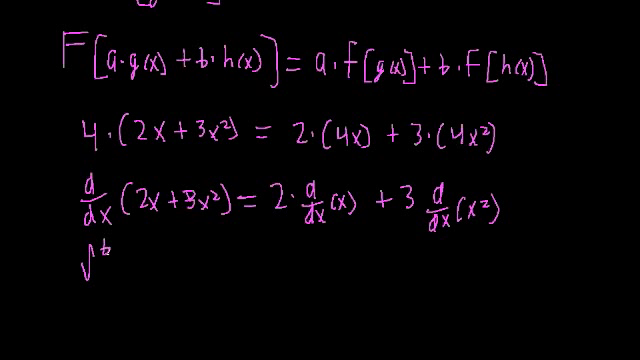 F[a·g(x) + b·h(x)] = a·F[g(x)] + b·F[h(x)]
4·(2x + 3x²) = 2·(4x) + 3·(4x²)
d/dx (2x + 3x²) = 2·d/dx (x) + 3 d/dx (x²)
∫ᵇ